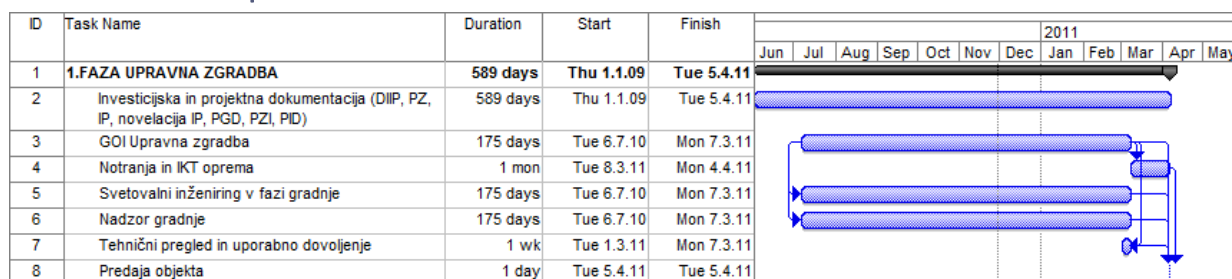 ID Task Name Duration Start Finish
2011
Jun Jul Aug Sep Oct Nov Dec Jan Feb Mar Apr May
1 1.FAZA UPRAVNA ZGRADBA 589 days Thu 1.1.09 Tue 5.4.11
2 Investicijska in projektna dokumentacija (DIIP, PZ, 589 days Thu 1.1.09 Tue 5.4.11
IP, novelacija IP, PGD, PZI, PID)
3 GOI Upravna zgradba 175 days Tue 6.7.10 Mon 7.3.11
4 Notranja in IKT oprema 1 mon Tue 8.3.11 Mon 4.4.11
5 Svetovalni inženiring v fazi gradnje 175 days Tue 6.7.10 Mon 7.3.11
6 Nadzor gradnje 175 days Tue 6.7.10 Mon 7.3.11
7 Tehnični pregled in uporabno dovoljenje 1 wk Tue 1.3.11 Mon 7.3.11
8 Predaja objekta 1 day Tue 5.4.11 Tue 5.4.11